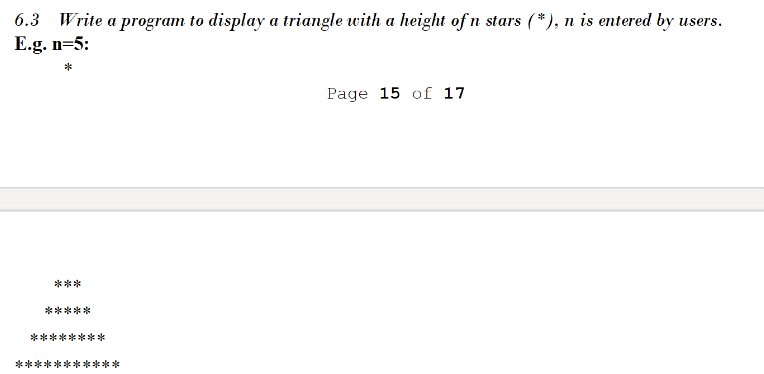 6.3 Write a program to display a triangle with a height of n stars (*), n is entered by users.
E.g. n=5:
*
Page 15 of 17
***
*****
********
***********